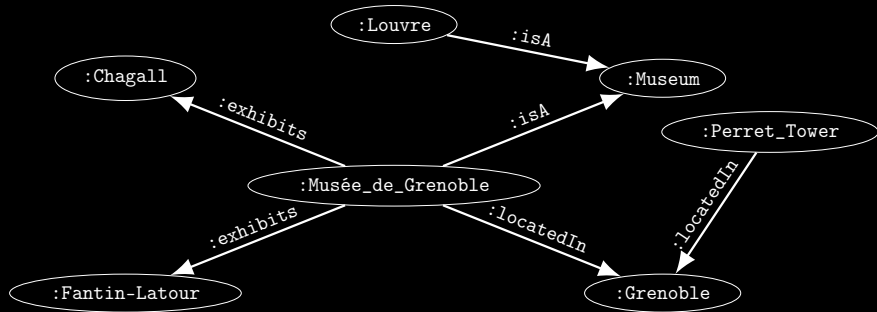 :Louvre
:isA
:Chagall
:Museum
:exhibits
:isA
:Perret_Tower
:Musée_de_Grenoble
:exhibits
:locatedIn
:locatedIn
:Fantin-Latour
:Grenoble